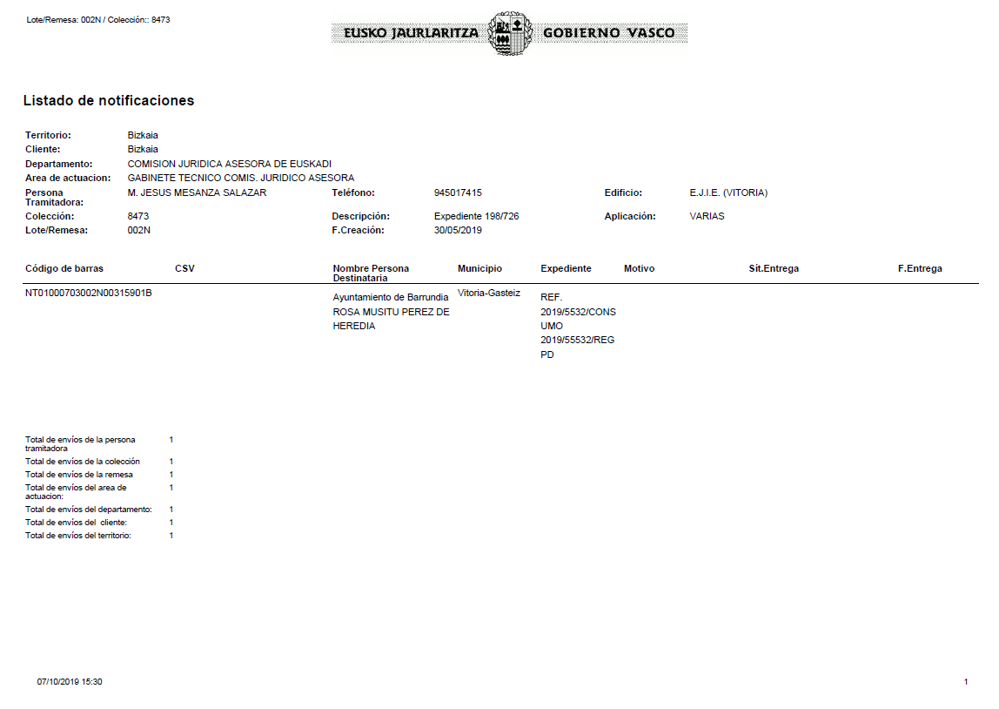 Lote/Remesa: 002N / Colección:: 8473
EUSKO JAURLARITZA GOBIERNO VASCO
Listado de notificaciones
Territorio: Bizkaia
Cliente: Bizkaia
Departamento: COMISION JURIDICA ASESORA DE EUSKADI
Area de actuacion: GABINETE TECNICO COMIS. JURIDICO ASESORA
Persona Tramitadora: M. JESUS MESANZA SALAZAR Teléfono: 945017415 Edificio: E.J.I.E. (VITORIA)
Colección: 8473 Descripción: Expediente 198/726 Aplicación: VARIAS
Lote/Remesa: 002N F.Creación: 30/05/2019
Código de barras CSV Nombre Persona Destinataria Municipio Expediente Motivo Sít.Entrega F.Entrega
NT01000703002N00315901B Ayuntamiento de Barrundia Vitoria-Gasteiz REF.
ROSA MUSITU PEREZ DE 2019/5532/CONS
HEREDIA UMO
2019/55532/REG
PD
Total de envíos de la persona tramitadora 1
Total de envíos de la colección 1
Total de envíos de la remesa 1
Total de envíos del area de actuacion: 1
Total de envíos del departamento: 1
Total de envíos del cliente: 1
Total de envíos del territorio: 1
07/10/2019 15:30 1